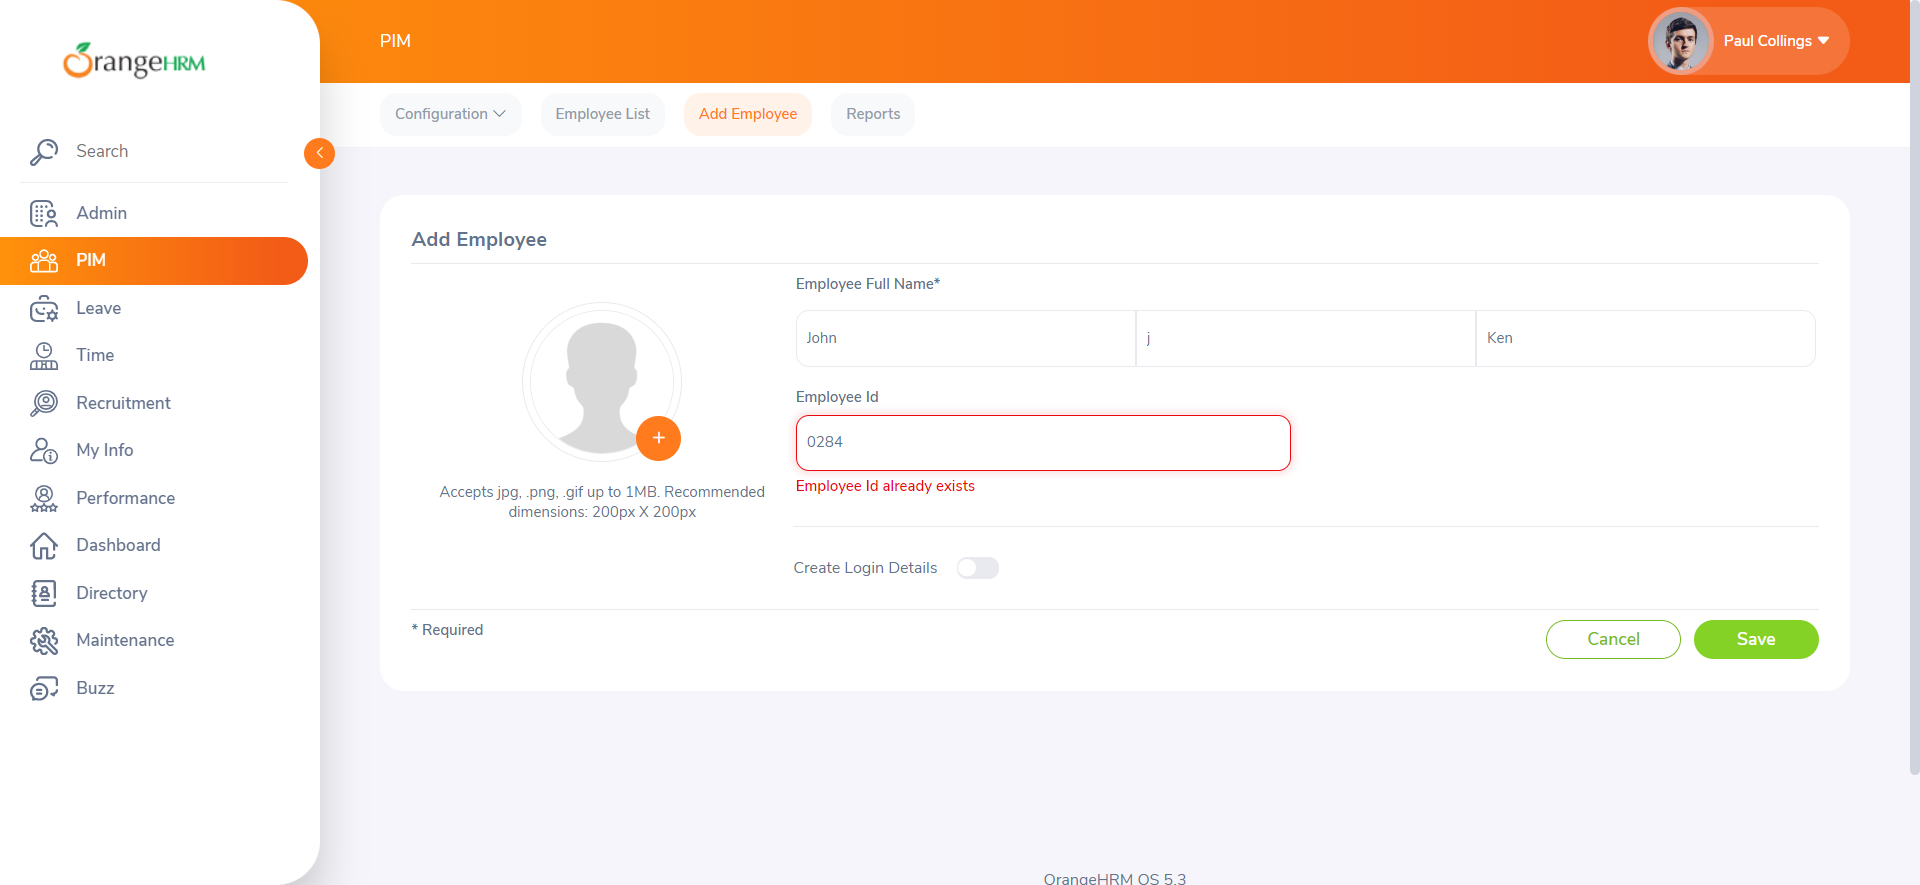 OrangeHRM
Search
Admin
PIM
Leave
Time
Recruitment
My Info
Performance
Dashboard
Directory
Maintenance
Buzz
PIM
Paul Collings
Configuration
Employee List
Add Employee
Reports
Add Employee
Accepts jpg, .png, .gif up to 1MB. Recommended
dimensions: 200px X 200px
Employee Full Name*
John
j
Ken
Employee Id
0284
Employee Id already exists
Create Login Details
* Required
Cancel
Save
OrangeHRM OS 5.3